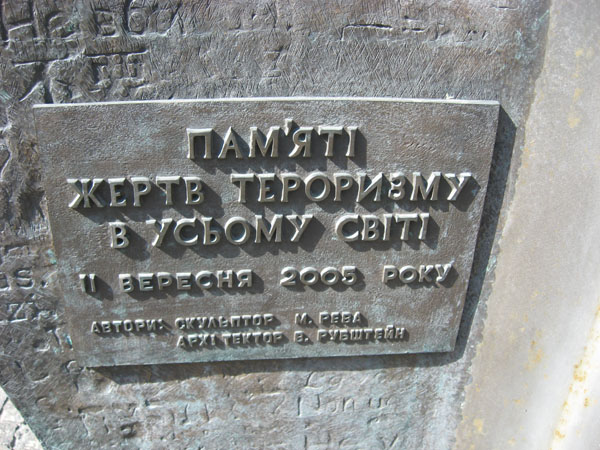 ПАМ'ЯТІ
ЖЕРТВ ТЕРОРИЗМУ
В УСЬОМУ СВІТІ
11 ВЕРЕСНЯ 2005 РОКУ
АВТОРИ: СКУЛЬПТОР М. РЕВА
АРХІТЕКТОР В. РУБШТЕЙН